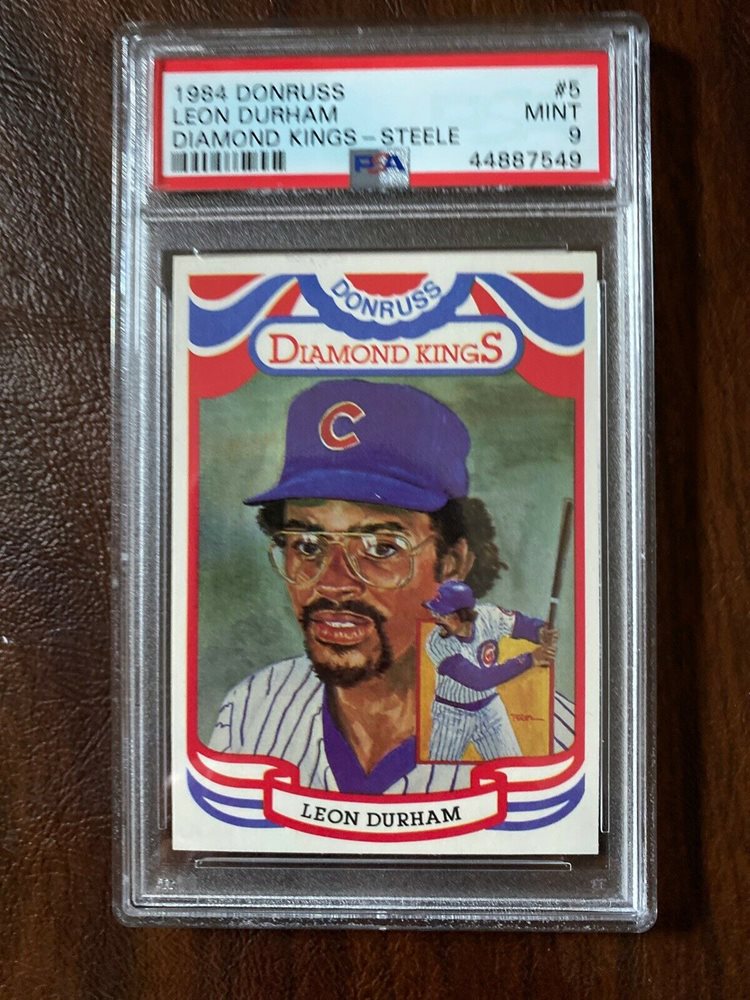 1984 DONRUSS #5
LEON DURHAM MINT
DIAMOND KINGS - STEELE 9
PSA 44887549
DONRUSS
DIAMOND KINGS
C
LEON DURHAM